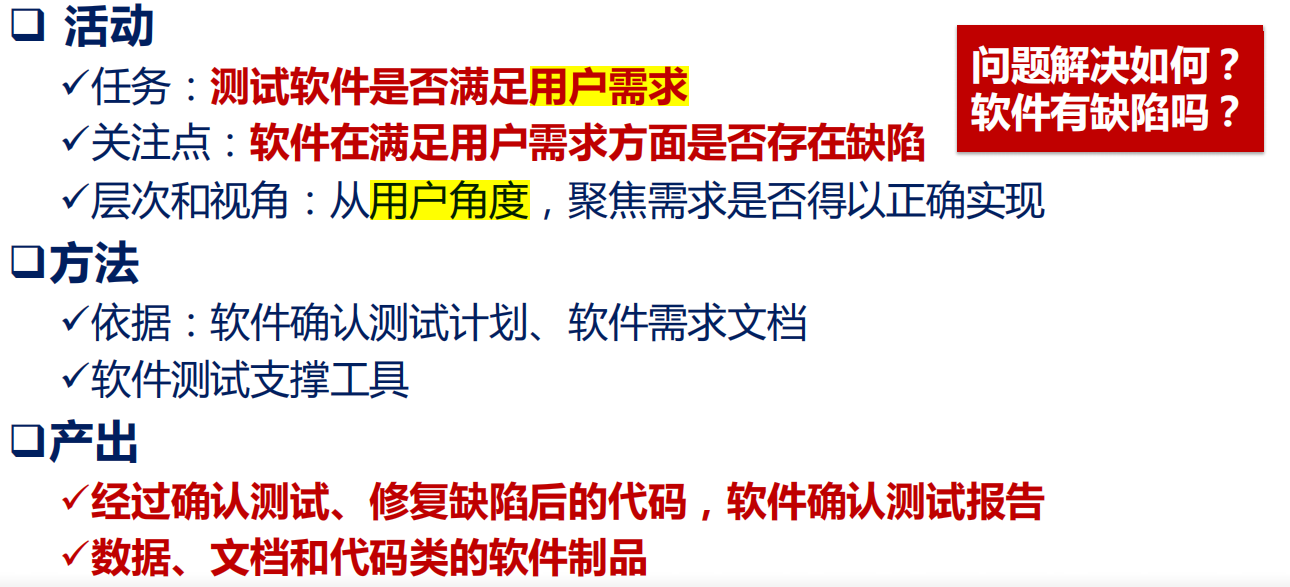 活动
问题解决如何？
软件有缺陷吗？
✓任务：测试软件是否满足用户需求
✓关注点：软件在满足用户需求方面是否存在缺陷
✓层次和视角：从用户角度，聚焦需求是否得以正确实现
方法
✓依据：软件确认测试计划、软件需求文档
✓软件测试支撑工具
产出
✓经过确认测试、修复缺陷后的代码，软件确认测试报告
✓数据、文档和代码类的软件制品